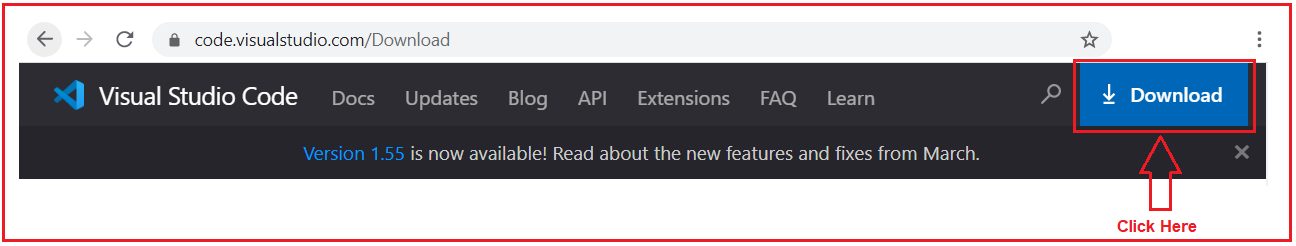 code.visualstudio.com/Download
Visual Studio Code Docs Updates Blog API Extensions FAQ Learn Download
Version 1.55 is now available! Read about the new features and fixes from March.
Click Here